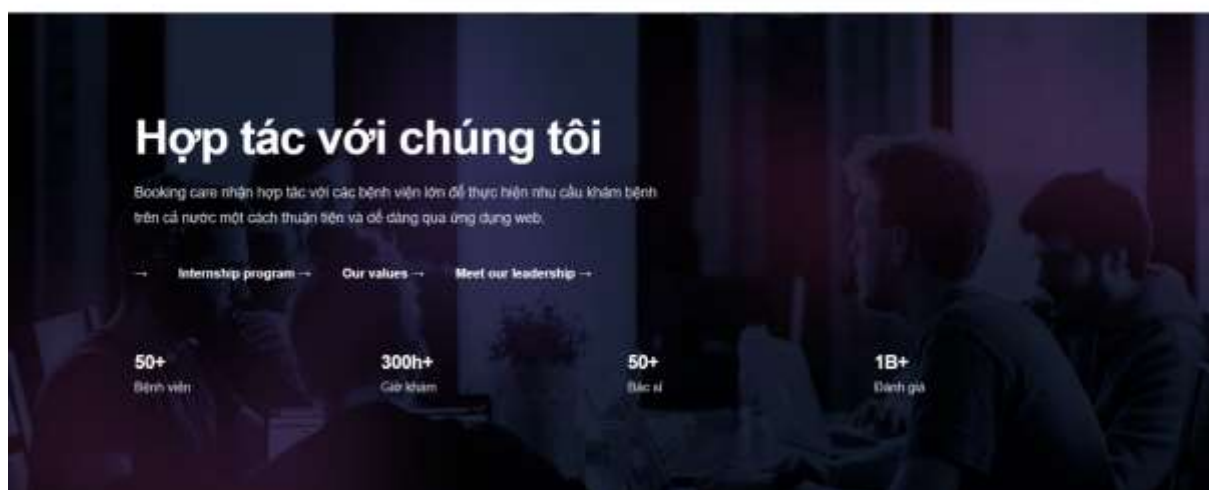 Hợp tác với chúng tôi
Booking care nhận hợp tác với các bệnh viện lớn để thực hiện nhu cầu khám bệnh
trên cả nước một cách thuận tiện và dễ dàng qua ứng dụng web.
→ Internship program → Our values → Meet our leadership →
50+ 300h+ 50+ 1B+
Bệnh viện Giờ khám Bác sĩ Đánh giá